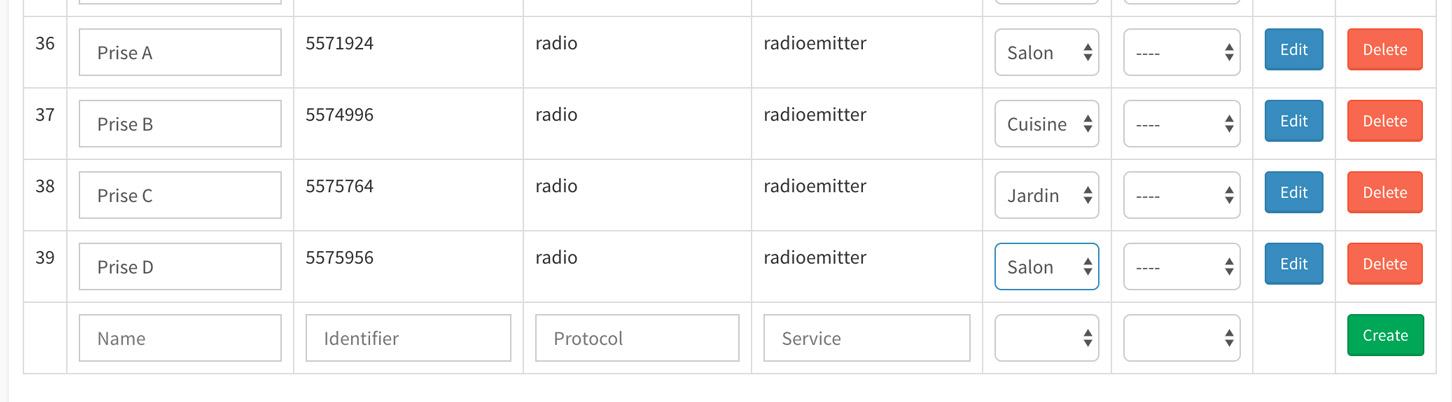 36 Prise A 5571924 radio radioemitter Salon ---- Edit Delete
37 Prise B 5574996 radio radioemitter Cuisine ---- Edit Delete
38 Prise C 5575764 radio radioemitter Jardin ---- Edit Delete
39 Prise D 5575956 radio radioemitter Salon ---- Edit Delete
Name Identifier Protocol Service Create